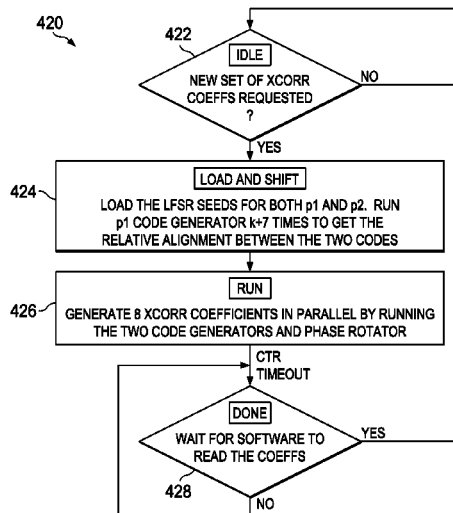 420
422
IDLE
NEW SET OF XCORR
COEFFS REQUESTED
?
NO
YES
424
LOAD AND SHIFT
LOAD THE LFSR SEEDS FOR BOTH p1 AND p2. RUN
p1 CODE GENERATOR k+7 TIMES TO GET THE
RELATIVE ALIGNMENT BETWEEN THE TWO CODES
426
RUN
GENERATE 8 XCORR COEFFICIENTS IN PARALLEL BY RUNNING
THE TWO CODE GENERATORS AND PHASE ROTATOR
CTR
TIMEOUT
DONE
WAIT FOR SOFTWARE TO
READ THE COEFFS
YES
428
NO